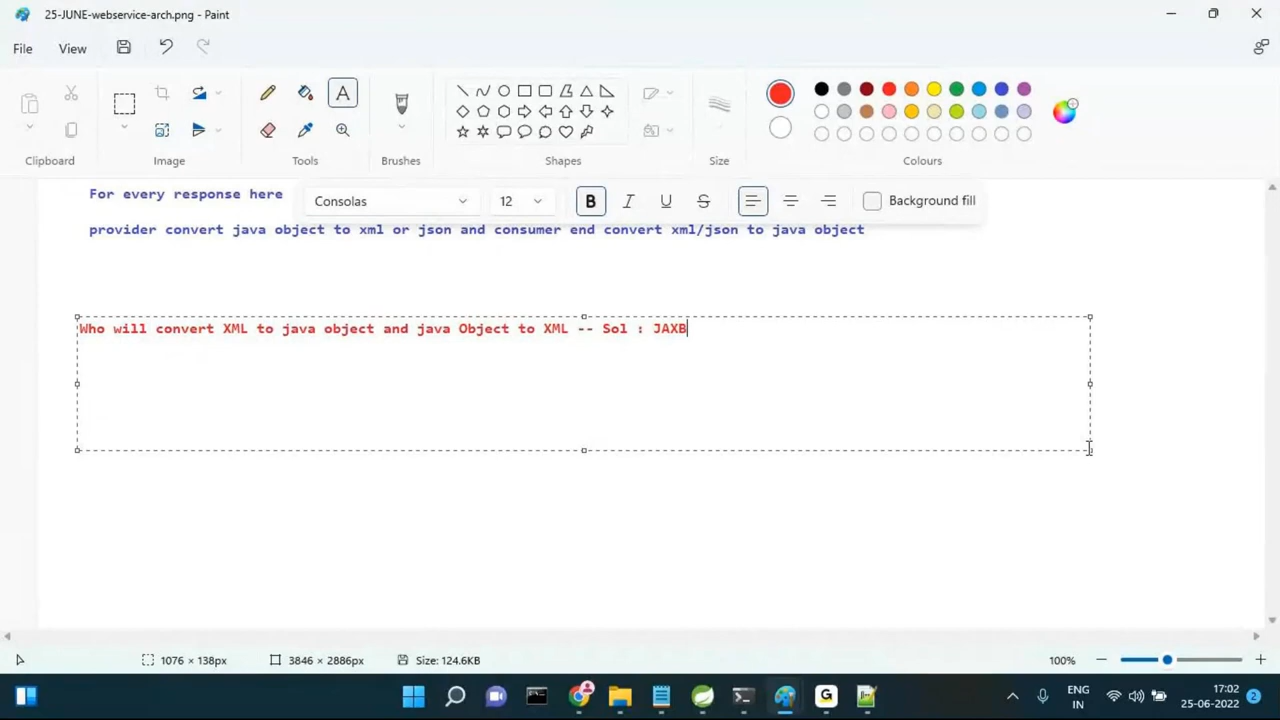 25-JUNE-webservice-arch.png - Paint
File
View
Clipboard
Image
Tools
Brushes
Shapes
Size
Colours
For every response here
Consolas
12
B
I
U
S
Background fill
provider convert java object to xml or json and consumer end convert xml/json to java object
Who will convert XML to java object and java Object to XML -- Sol : JAXB
1076 × 138px
3846 × 2886px
Size: 124.6KB
100%
ENG
IN
17:02
25-06-2022
2